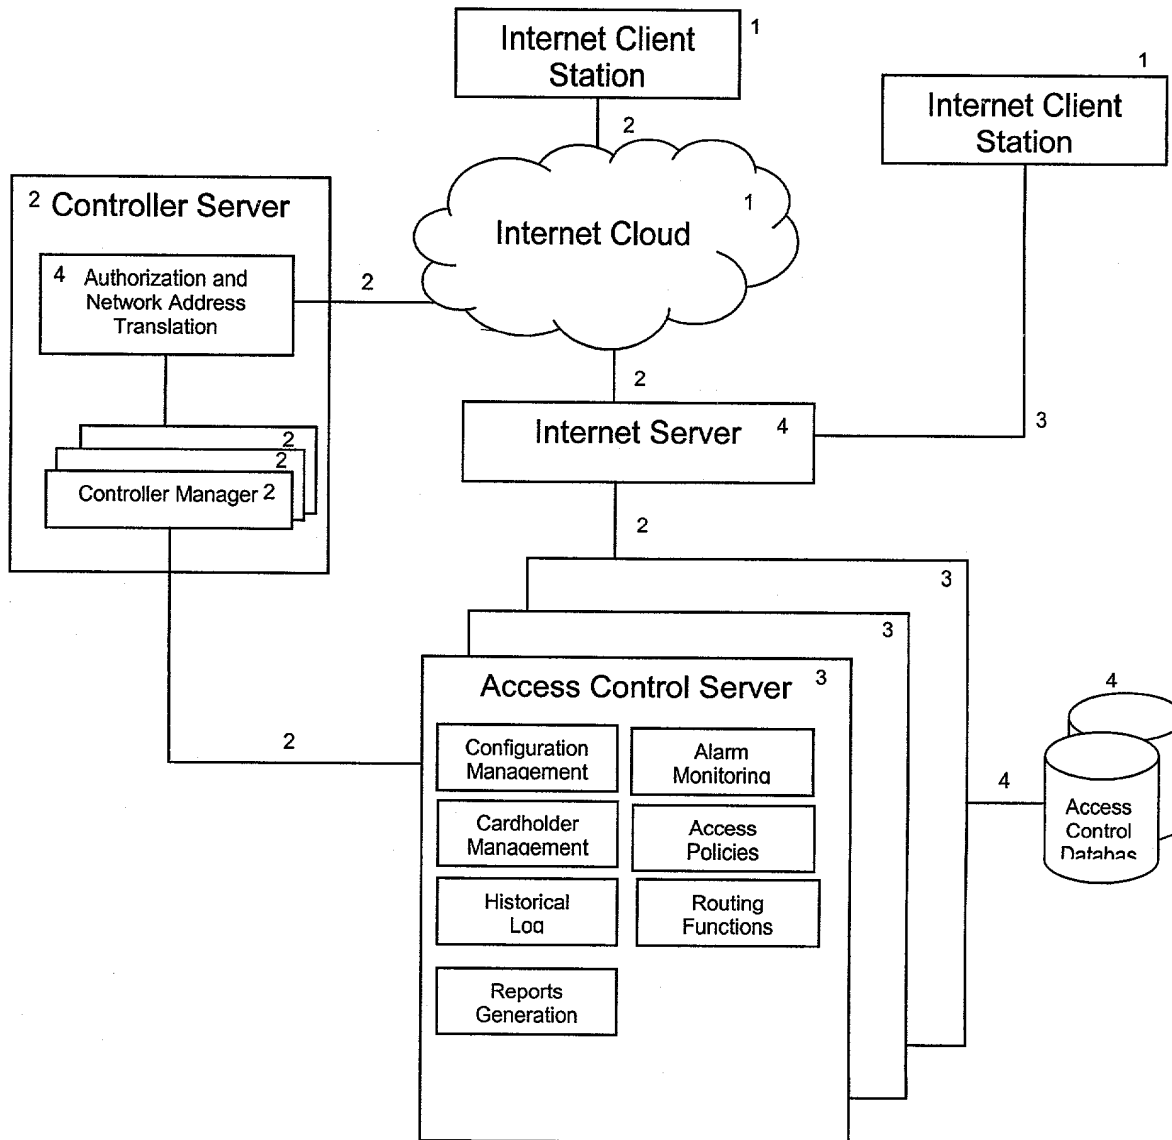 Internet Client
Station
1
Internet Client
Station
1
2
2 Controller Server
Internet Cloud
1
4 Authorization and
Network Address
Translation
2
2
Internet Server 4
3
2
2
Controller Manager 2
2
3
3
Access Control Server 3
2
Configuration
Management
Alarm
Monitoring
Cardholder
Management
Access
Policies
Historical
Log
Routing
Functions
Reports
Generation
4
4
Access
Control
Databas